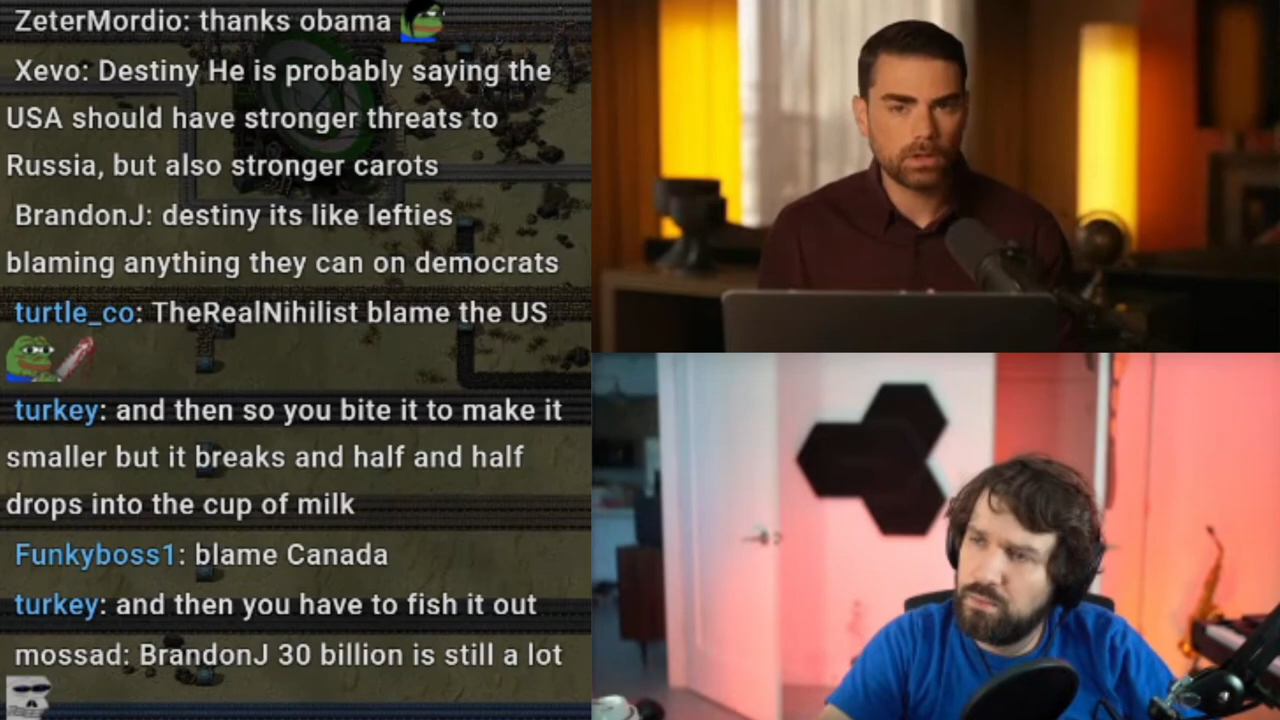 ZeterMordio: thanks obama
Xevo: Destiny He is probably saying the
USA should have stronger threats to
Russia, but also stronger carots
BrandonJ: destiny its like lefties
blaming anything they can on democrats
turtle_co: TheRealNihilist blame the US
turkey: and then so you bite it to make it
smaller but it breaks and half and half
drops into the cup of milk
Funkyboss1: blame Canada
turkey: and then you have to fish it out
mossad: BrandonJ 30 billion is still a lot